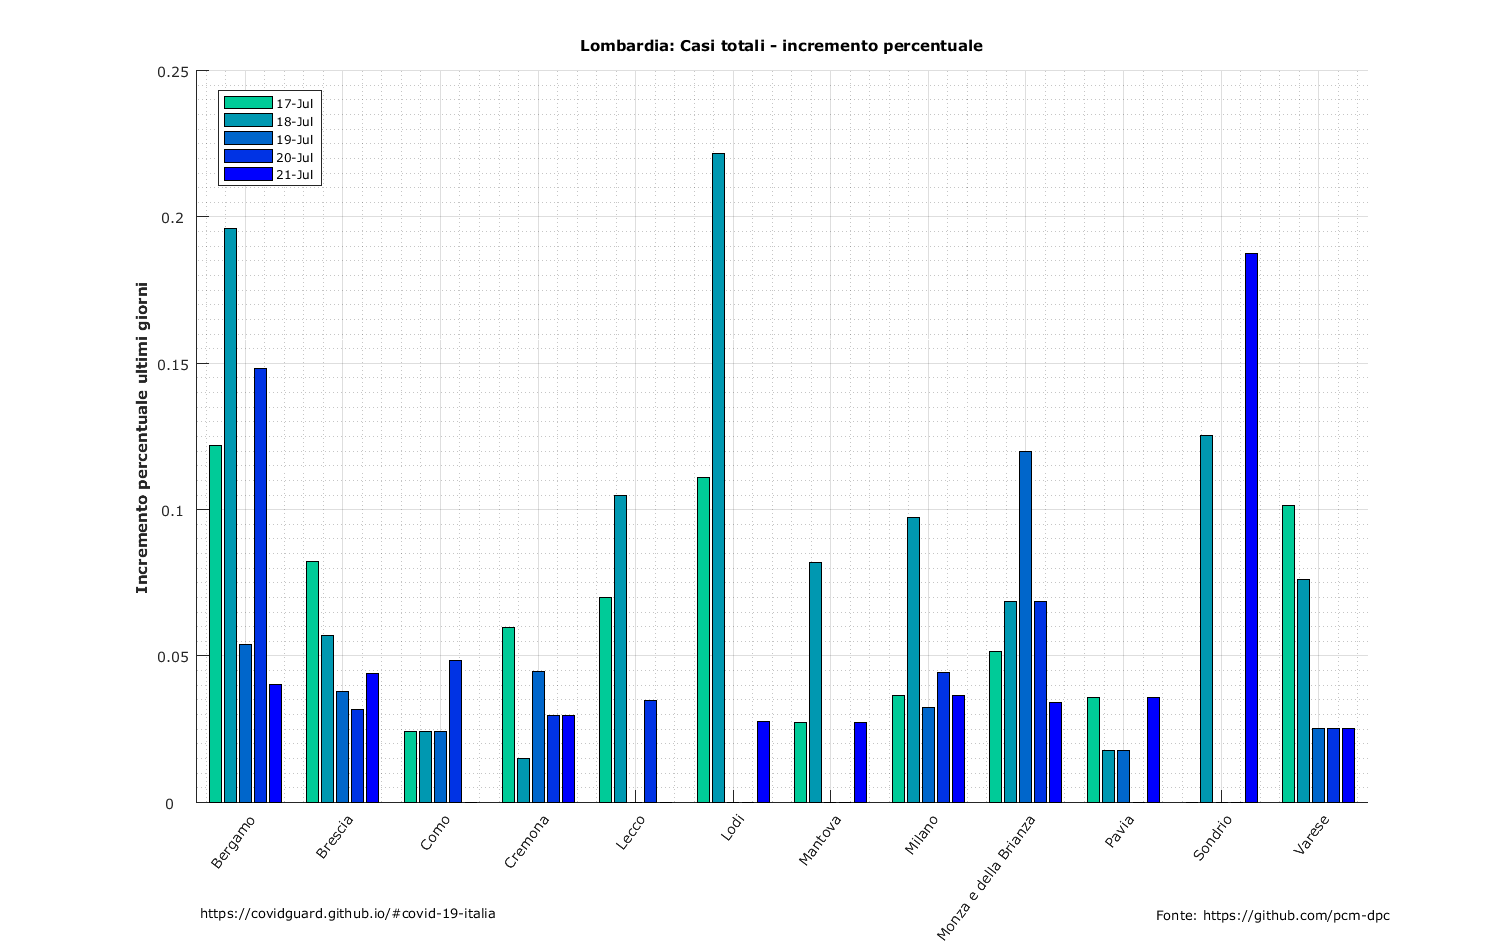 Lombardia: Casi totali - incremento percentuale
0.25
0.2
0.15
0.1
0.05
0
Incremento percentuale ultimi giorni
17-Jul
18-Jul
19-Jul
20-Jul
21-Jul
Bergamo
Brescia
Como
Cremona
Lecco
Lodi
Mantova
Milano
Monza e della Brianza
Pavia
Sondrio
Varese
https://covidguard.github.io/#covid-19-italia
Fonte: https://github.com/pcm-dpc